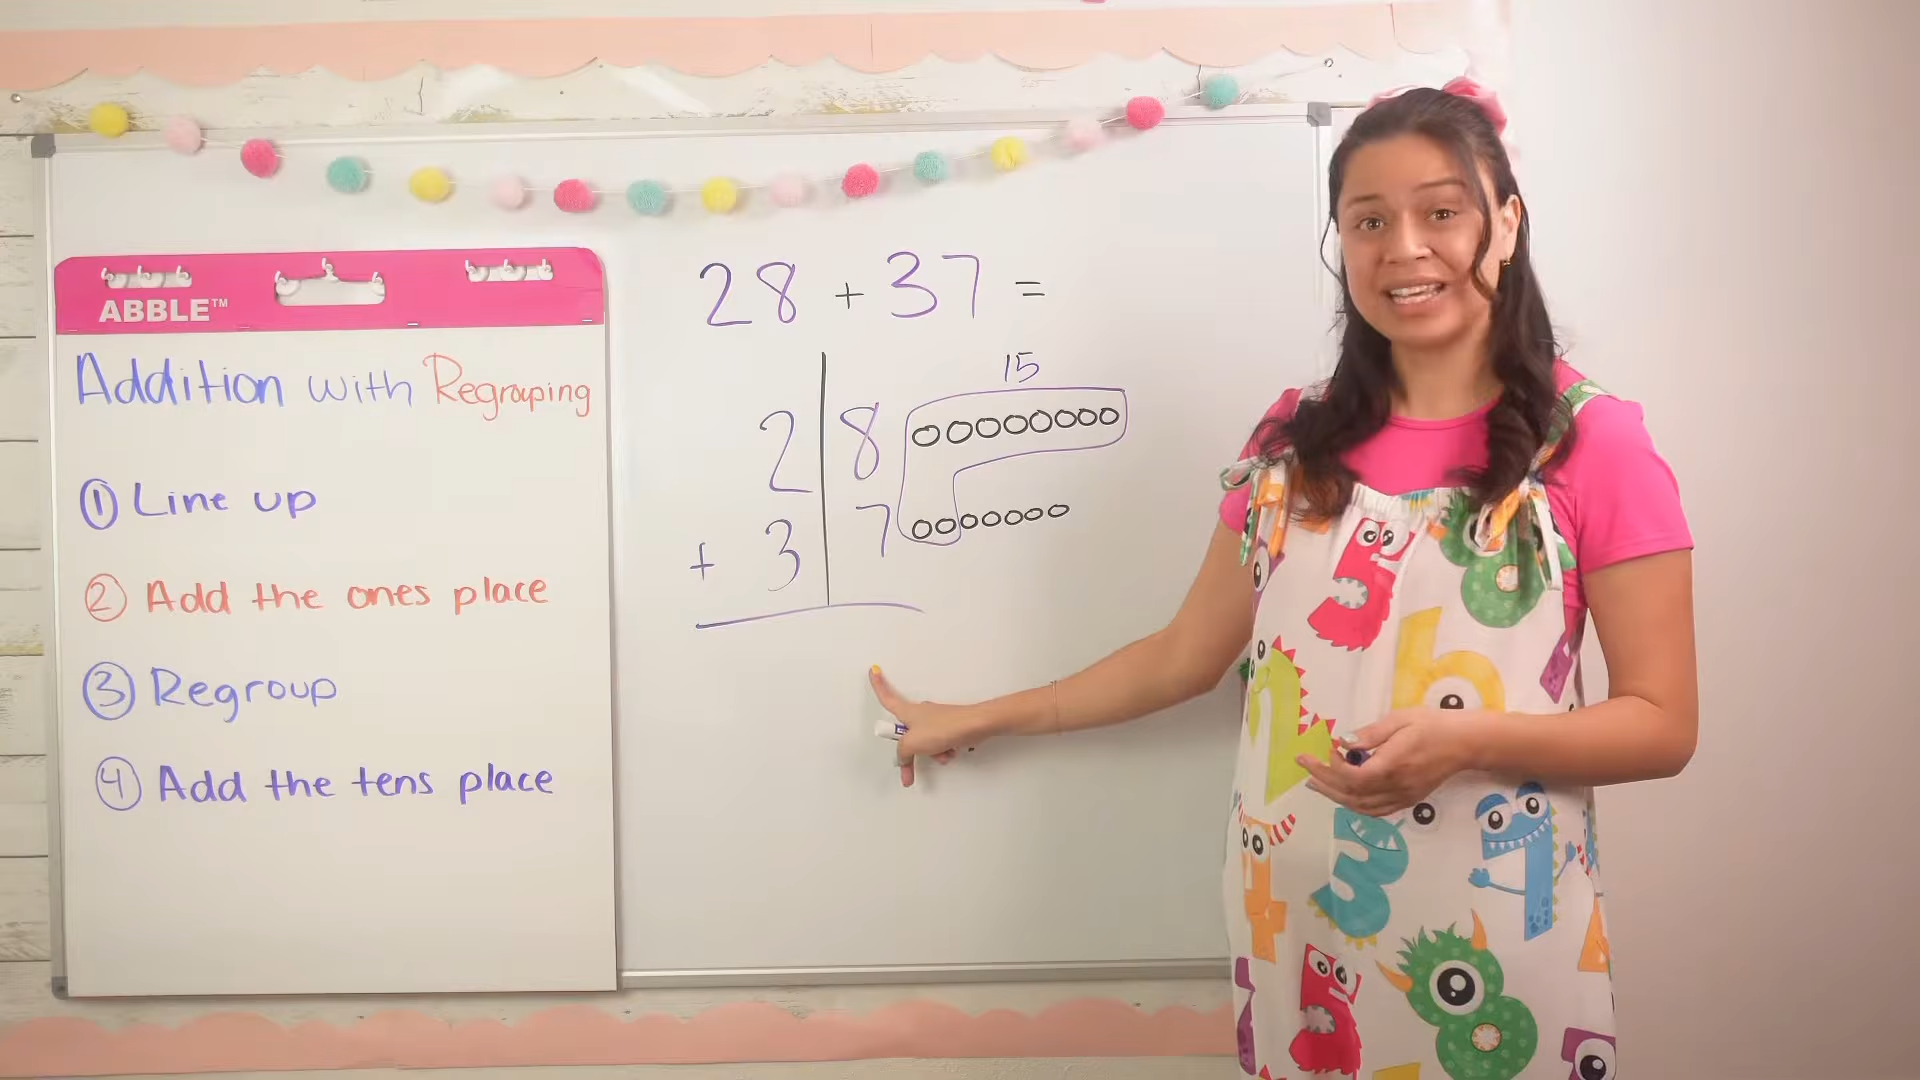 ABBLE™
Addition with Regrouping
① Line up
② Add the ones place
③ Regroup
④ Add the tens place
28 + 37 =
15
2 8
+ 3 7